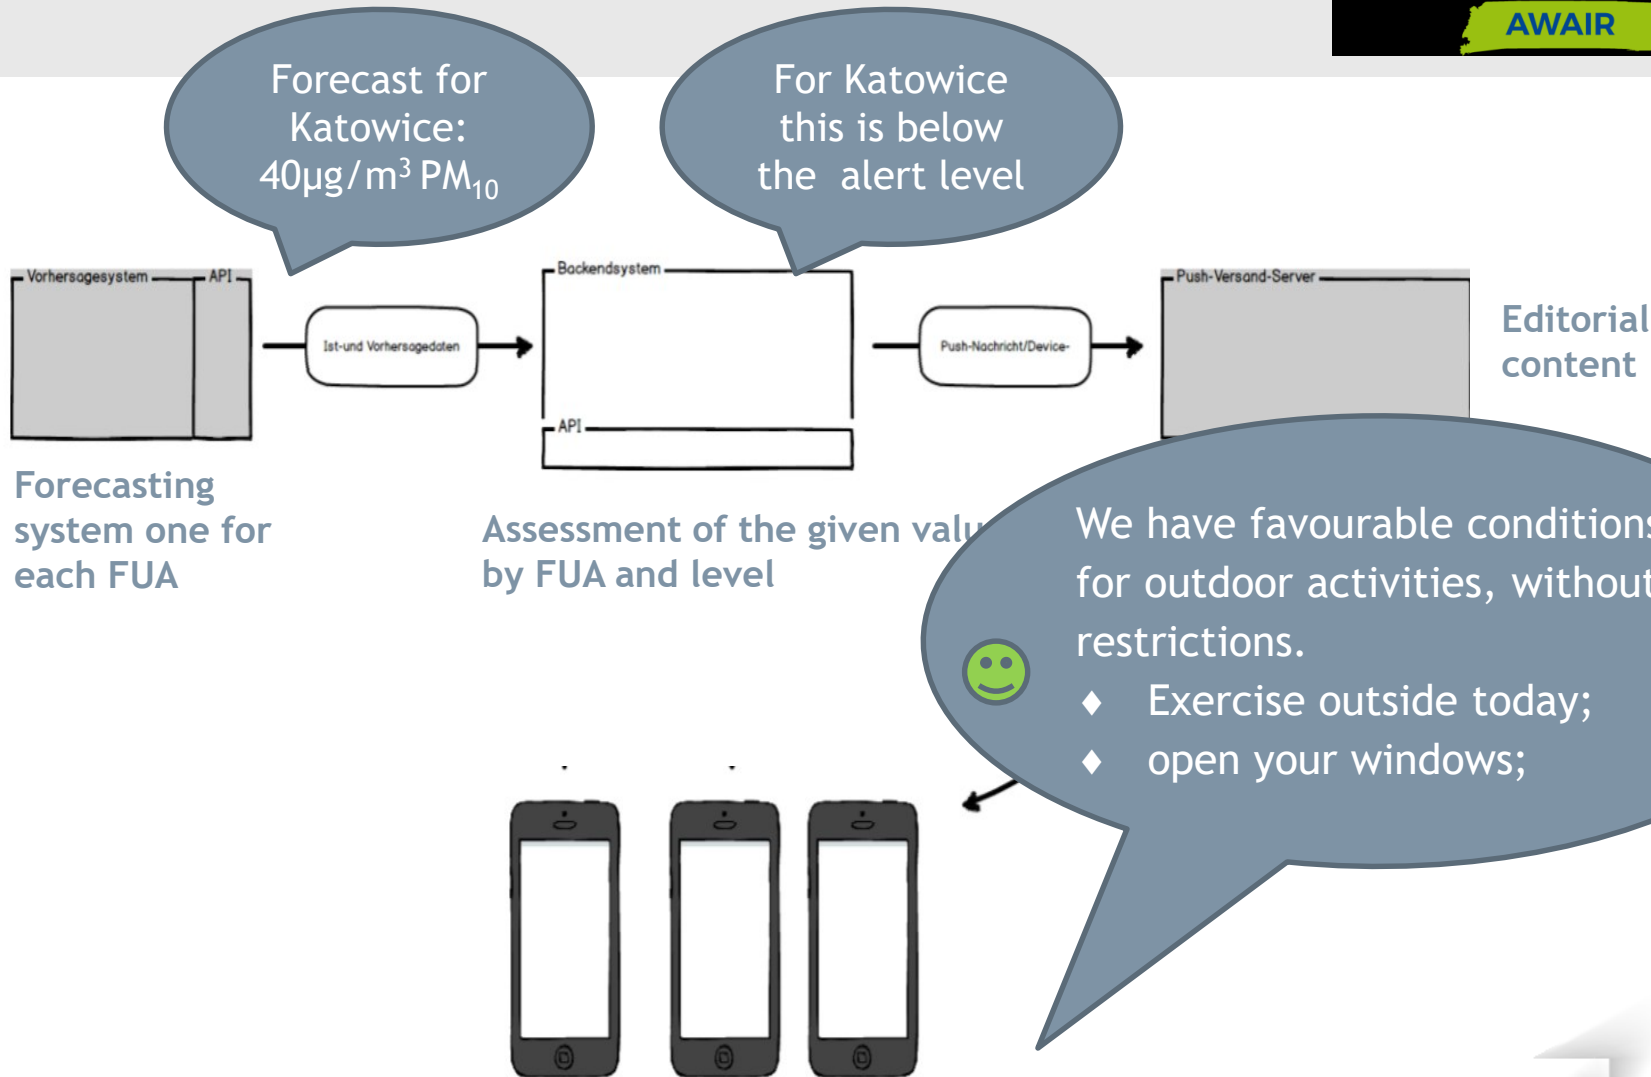 AWAIR
Forecast for
Katowice:
40µg/m³ PM₁₀
For Katowice
this is below
the alert level
Vorhersagesystem
API
Ist-und Vorhersagedaten
Backendsystem
API
Push-Nachricht/Device-
Push-Versand-Server
Editorial
content
Forecasting
system one for
each FUA
Assessment of the given valu
by FUA and level
We have favourable conditions
for outdoor activities, without
restrictions.
♦ Exercise outside today;
♦ open your windows;